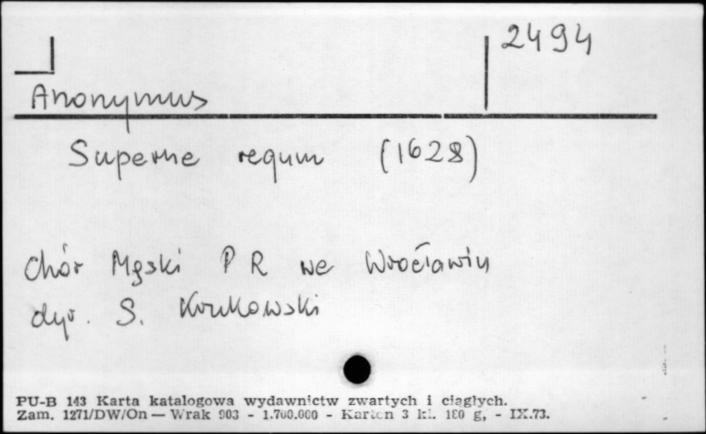 2494
Anonymus
Superne regum (1628)
Chór Męski PR we Wrocławiu
dyr. S. Krukowski
PU-B 143 Karta katalogowa wydawnictw zwartych i ciągłych.
Zam. 1271/DW/On — Wrak 903 - 1.700.000 - Karton 3 kl. 180 g, - IX.73.